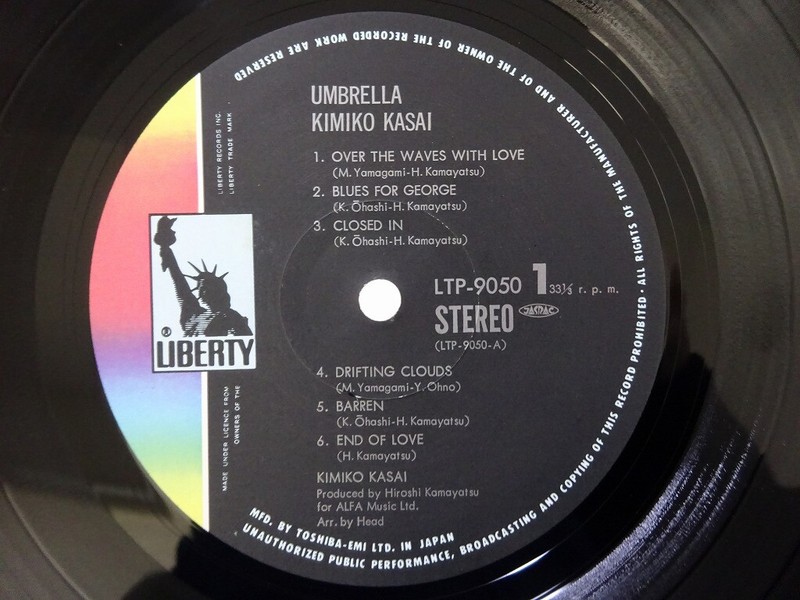 UMBRELLA
KIMIKO KASAI
1. OVER THE WAVES WITH LOVE
(M. Yamagami-H. Kamayatsu)
2. BLUES FOR GEORGE
(K. Ōhashi-H. Kamayatsu)
3. CLOSED IN
(K. Ōhashi-H. Kamayatsu)
LTP-9050 1 33⅓ r. p. m.
STEREO JASRAC
(LTP-9050-A)
4. DRIFTING CLOUDS
(M. Yamagami-Y. Ohno)
5. BARREN
(K. Ōhashi-H. Kamayatsu)
6. END OF LOVE
(H. Kamayatsu)
KIMIKO KASAI
Produced by Hiroshi Kamayatsu
for ALFA Music Ltd.
Arr. by Head
LIBERTY RECORDS INC.
LIBERTY TRADE MARK
®
LIBERTY
MADE UNDER LICENCE FROM
OWNERS OF THE
MFD. BY TOSHIBA-EMI LTD. IN JAPAN
UNAUTHORIZED PUBLIC PERFORMANCE, BROADCASTING AND COPYING OF THIS RECORD PROHIBITED · ALL RIGHTS OF THE MANUFACTURER AND OF THE OWNER OF THE RECORDED WORK ARE RESERVED